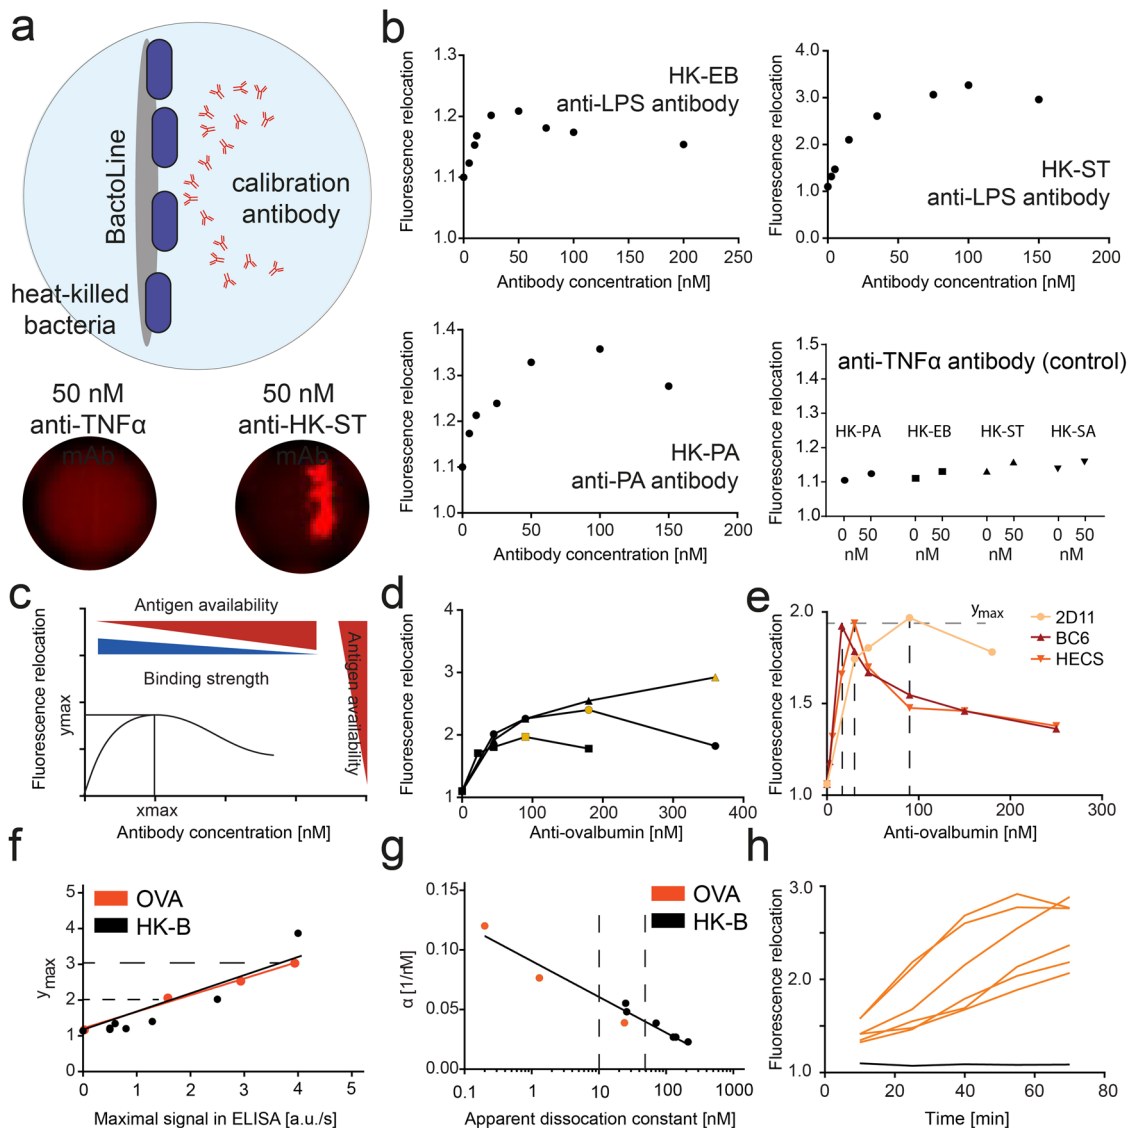 a
BactoLine
calibration
antibody
heat-killed
bacteria
50 nM
anti-TNFα
mAb
50 nM
anti-HK-ST
mAb
b
Fluorescence relocation
1.3
1.2
1.1
1.0
HK-EB
anti-LPS antibody
0 50 100 150 200 250
Antibody concentration [nM]
Fluorescence relocation
4.0
3.0
2.0
1.0
0.0
HK-ST
anti-LPS antibody
0 50 100 150 200
Antibody concentration [nM]
Fluorescence relocation
1.4
1.3
1.2
1.1
1.0
HK-PA
anti-PA antibody
0 50 100 150 200
Antibody concentration [nM]
Fluorescence relocation
1.5
1.4
1.3
1.2
1.1
1.0
anti-TNFα antibody (control)
HK-PA HK-EB HK-ST HK-SA
0 50 0 50 0 50 0 50
nM nM nM nM
c
Fluorescence relocation
ymax
Antigen availability
Binding strength
Antigen availability
xmax
Antibody concentration [nM]
d
Fluorescence relocation
4
3
2
1
0 100 200 300 400
Anti-ovalbumin [nM]
e
Fluorescence relocation
2.0
1.5
1.0
ymax
2D11
BC6
HECS
0 100 200 300
Anti-ovalbumin [nM]
f
ymax
5
4
3
2
1
0
OVA
HK-B
0 1 2 3 4 5
Maximal signal in ELISA [a.u./s]
g
α [1/nM]
0.15
0.10
0.05
0.00
OVA
HK-B
0.1 1 10 100 1000
Apparent dissocation constant [nM]
h
Fluorescence relocation
3.0
2.0
1.0
0 20 40 60 80
Time [min]